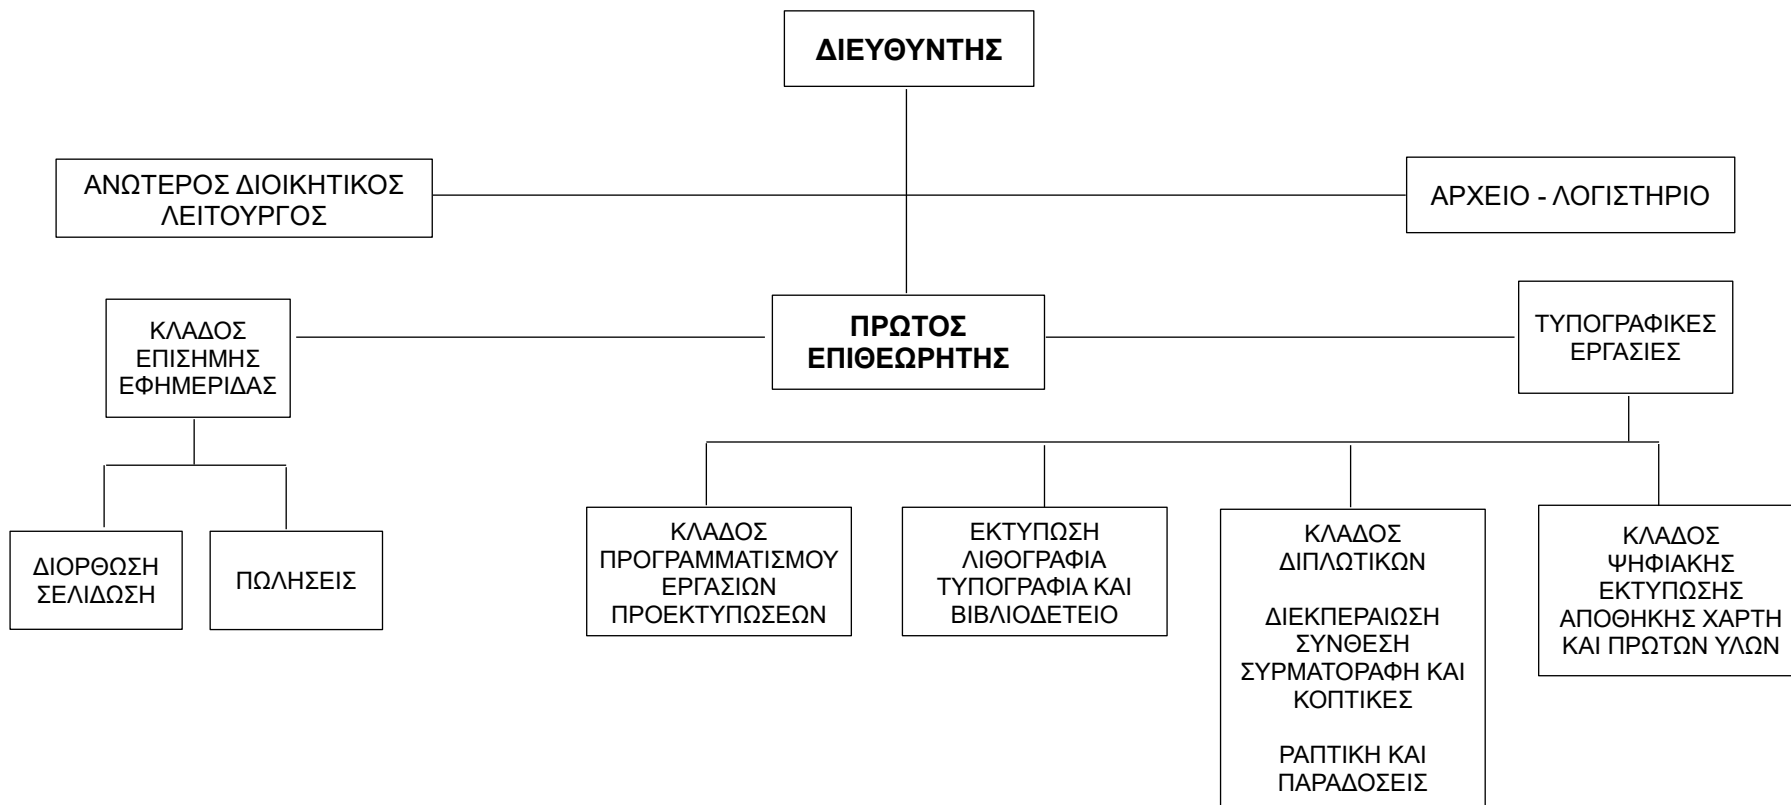 ΔΙΕΥΘΥΝΤΗΣ
ΑΝΩΤΕΡΟΣ ΔΙΟΙΚΗΤΙΚΟΣ
ΛΕΙΤΟΥΡΓΟΣ
ΑΡΧΕΙΟ - ΛΟΓΙΣΤΗΡΙΟ
ΚΛΑΔΟΣ
ΕΠΙΣΗΜΗΣ
ΕΦΗΜΕΡΙΔΑΣ
ΠΡΩΤΟΣ
ΕΠΙΘΕΩΡΗΤΗΣ
ΤΥΠΟΓΡΑΦΙΚΕΣ
ΕΡΓΑΣΙΕΣ
ΔΙΟΡΘΩΣΗ
ΣΕΛΙΔΩΣΗ
ΠΩΛΗΣΕΙΣ
ΚΛΑΔΟΣ
ΠΡΟΓΡΑΜΜΑΤΙΣΜΟΥ
ΕΡΓΑΣΙΩΝ
ΠΡΟΕΚΤΥΠΩΣΕΩΝ
ΕΚΤΥΠΩΣΗ
ΛΙΘΟΓΡΑΦΙΑ
ΤΥΠΟΓΡΑΦΙΑ ΚΑΙ
ΒΙΒΛΙΟΔΕΤΕΙΟ
ΚΛΑΔΟΣ
ΔΙΠΛΩΤΙΚΩΝ
ΔΙΕΚΠΕΡΑΙΩΣΗ
ΣΥΝΘΕΣΗ
ΣΥΡΜΑΤΟΡΑΦΗ ΚΑΙ
ΚΟΠΤΙΚΕΣ
ΡΑΠΤΙΚΗ ΚΑΙ
ΠΑΡΑΔΟΣΕΙΣ
ΚΛΑΔΟΣ
ΨΗΦΙΑΚΗΣ
ΕΚΤΥΠΩΣΗΣ
ΑΠΟΘΗΚΗΣ ΧΑΡΤΗ
ΚΑΙ ΠΡΩΤΩΝ ΥΛΩΝ